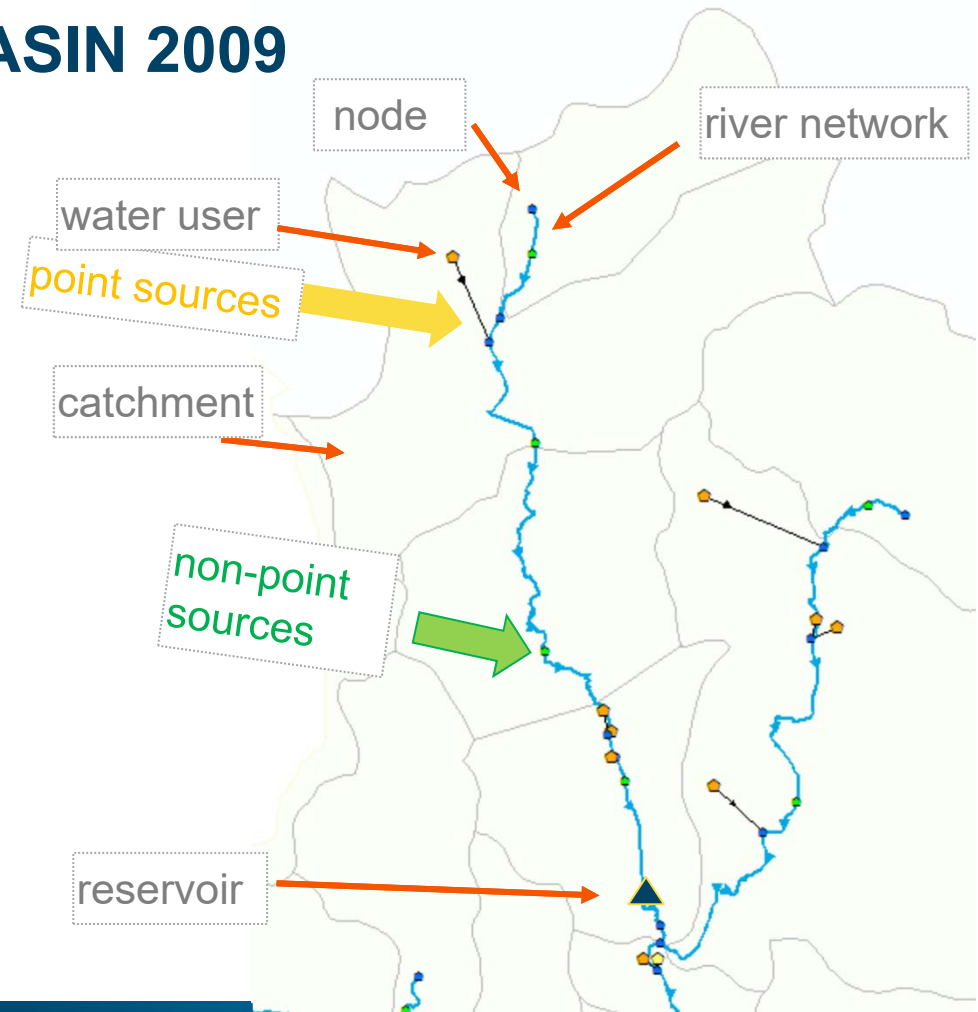 ASIN 2009
node
river network
water user
point sources
catchment
non-point
sources
reservoir